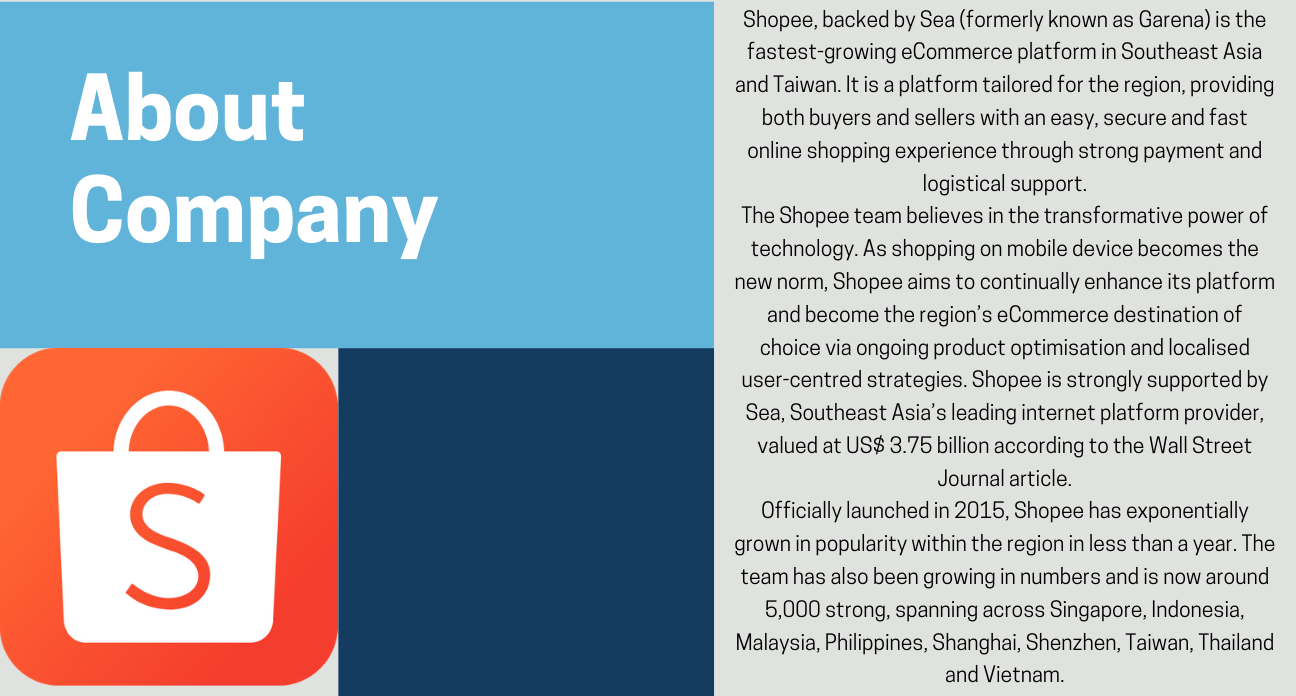 About
Company
S
Shopee, backed by Sea (formerly known as Garena) is the
fastest-growing eCommerce platform in Southeast Asia
and Taiwan. It is a platform tailored for the region, providing
both buyers and sellers with an easy, secure and fast
online shopping experience through strong payment and
logistical support.
The Shopee team believes in the transformative power of
technology. As shopping on mobile device becomes the
new norm, Shopee aims to continually enhance its platform
and become the region’s eCommerce destination of
choice via ongoing product optimisation and localised
user-centred strategies. Shopee is strongly supported by
Sea, Southeast Asia’s leading internet platform provider,
valued at US$ 3.75 billion according to the Wall Street
Journal article.
Officially launched in 2015, Shopee has exponentially
grown in popularity within the region in less than a year. The
team has also been growing in numbers and is now around
5,000 strong, spanning across Singapore, Indonesia,
Malaysia, Philippines, Shanghai, Shenzhen, Taiwan, Thailand
and Vietnam.